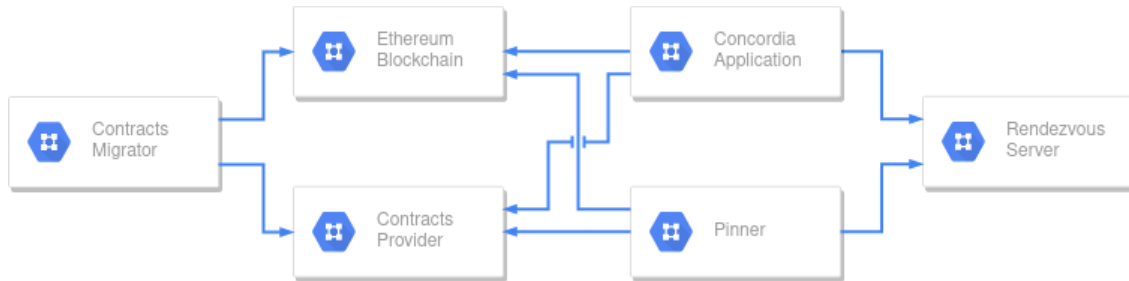 Ethereum
Blockchain
Concordia
Application
Contracts
Migrator
Rendezvous
Server
Contracts
Provider
Pinner